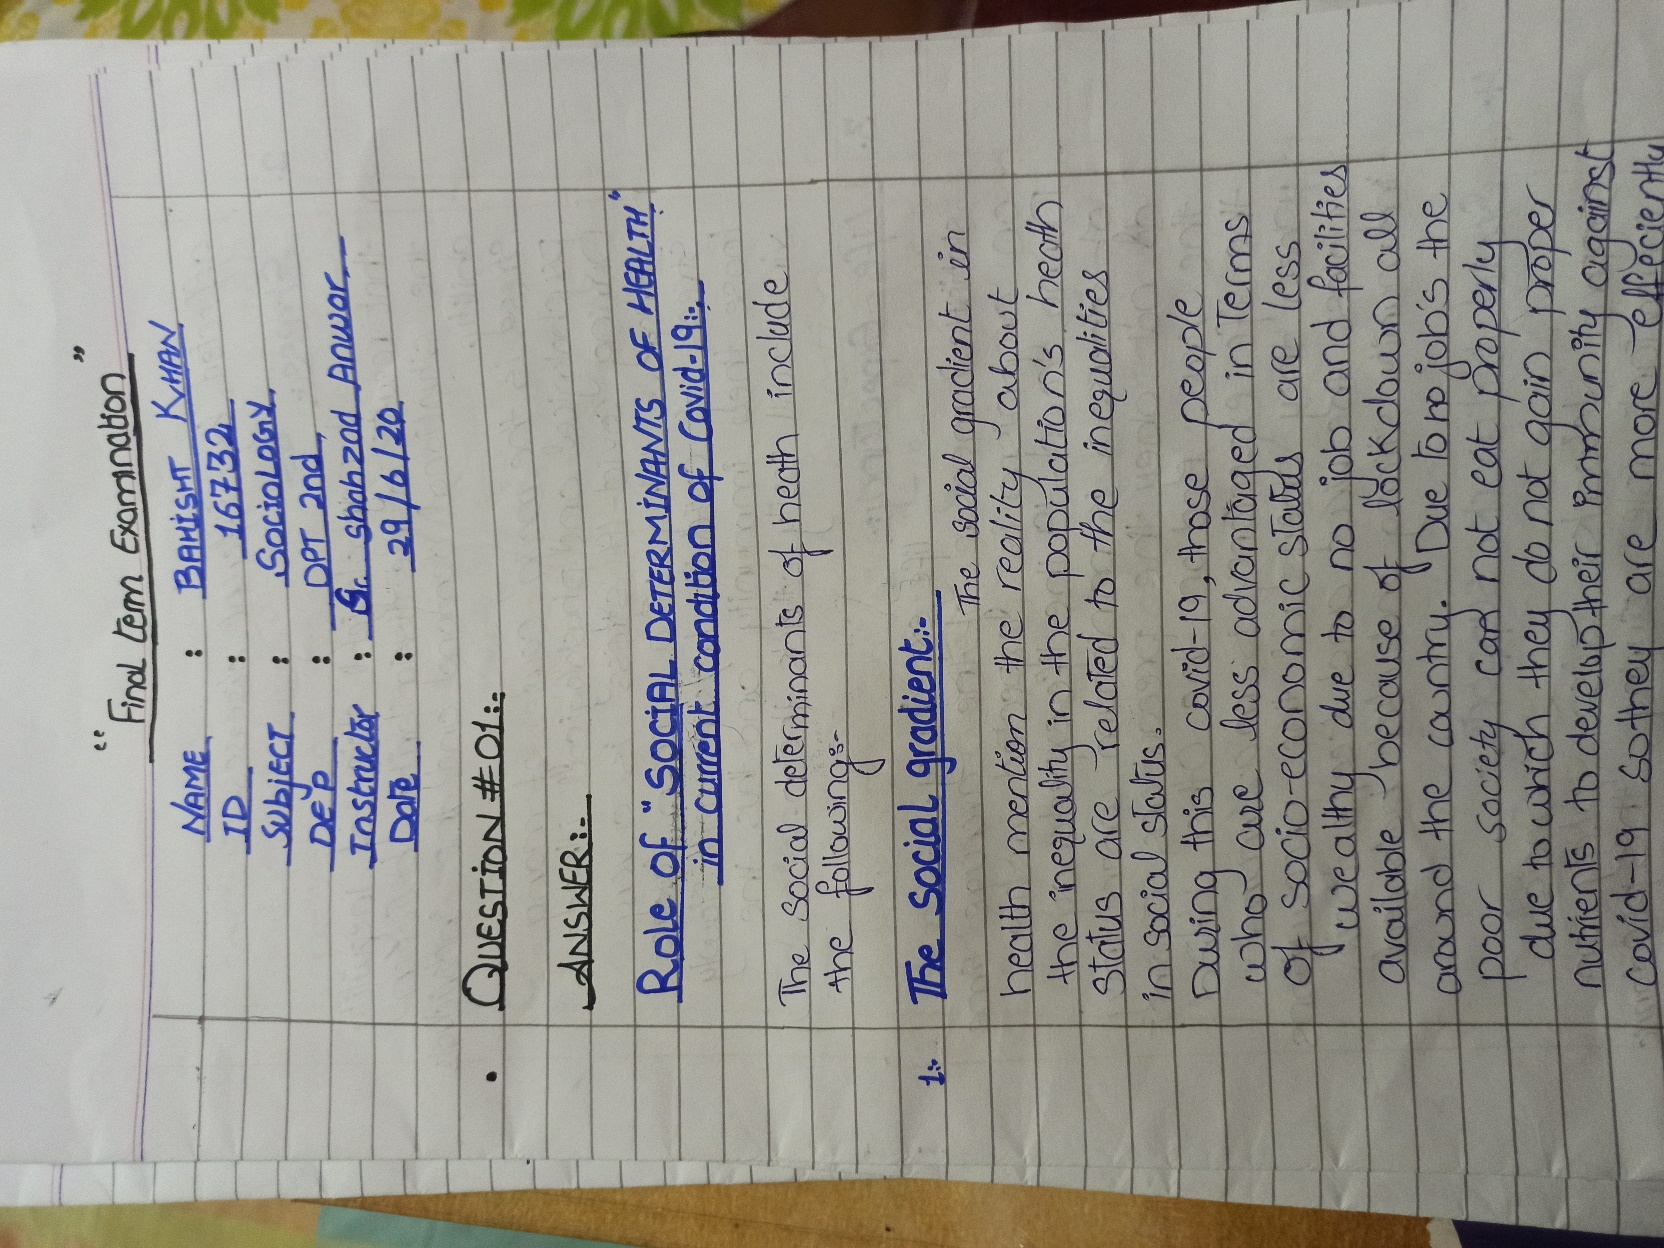 " Final term Examination "
NAME : BAHISHT KHAN
ID : 16732
Subject : Sociology
DEP : DPT 2nd
Instructor : Sr. Shahzad Anwar
Date : 29/6/20
• QUESTION # 01:-
ANSWER:-
Role of "SOCIAL DETERMINANTS OF HEALTH"
in current condition of Covid-19:-
The social determinants of heath include
the following:-
1:- The social gradient:-
The social gradient in
health mention the reality about
the inequality in the population's heath
status are related to the inequalities
in social status.
During this covid-19, those people
who are less advantaged in Terms
of socio-economic status are less
wealthy due to no job and facilities
available because of lockdown all
around the country. Due to no job's the
poor society can not eat properly
due to which they do not gain proper
nutrients to develop their immunity against
covid-19 so they are more effeciently